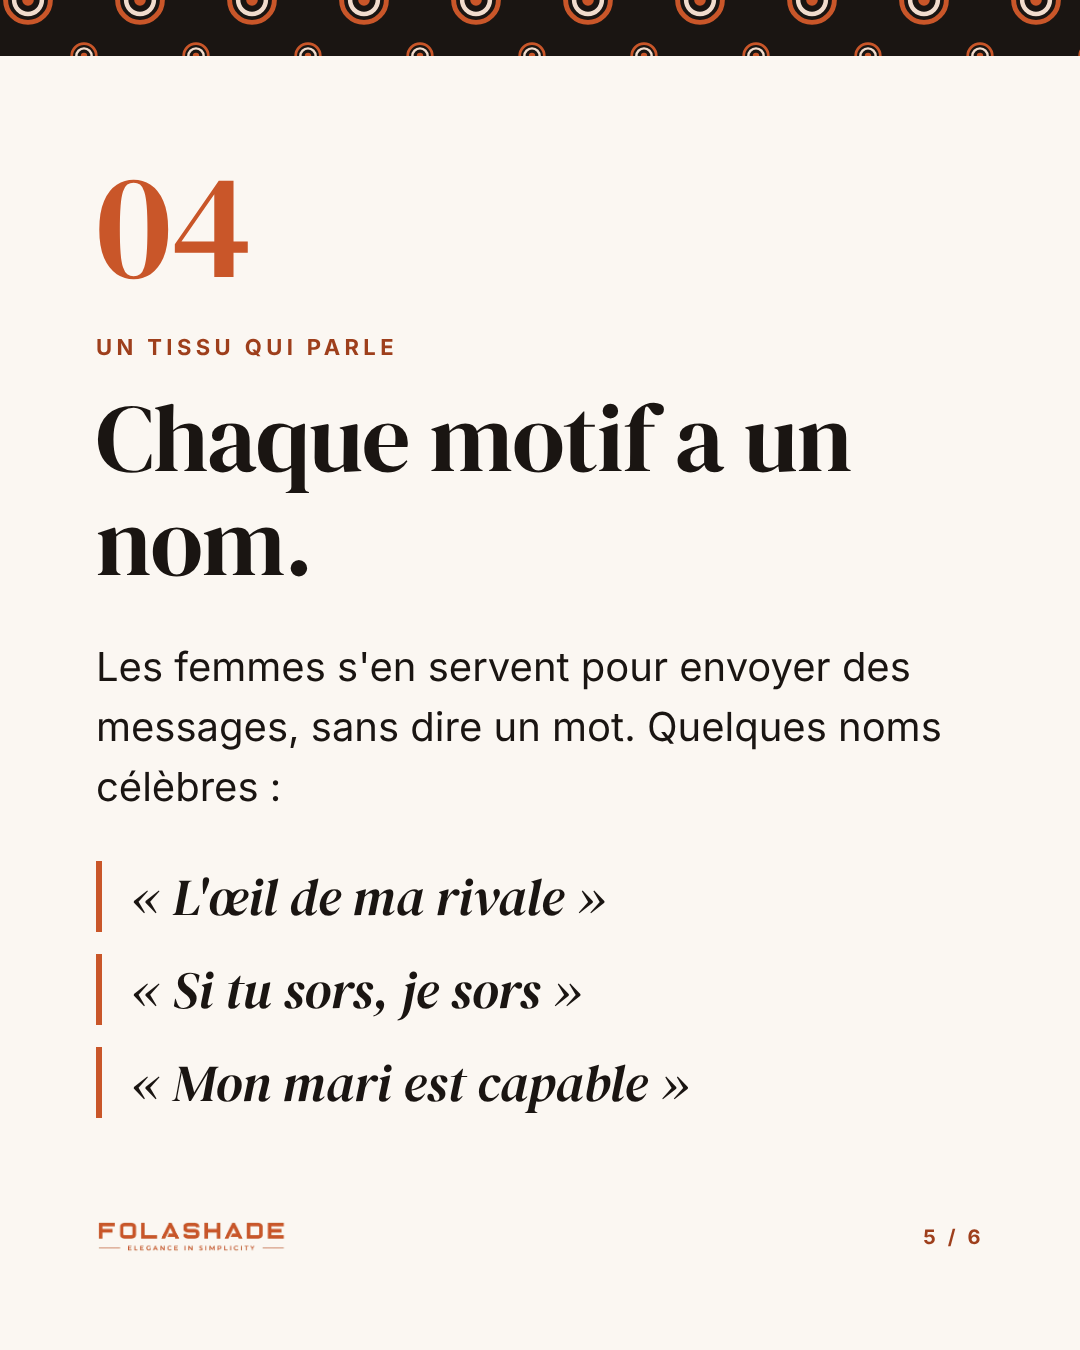 04
UN TISSU QUI PARLE
Chaque motif a un
nom.
Les femmes s'en servent pour envoyer des
messages, sans dire un mot. Quelques noms
célèbres :
« L'œil de ma rivale »
« Si tu sors, je sors »
« Mon mari est capable »
FOLASHADE
ELEGANCE IN SIMPLICITY
5 / 6